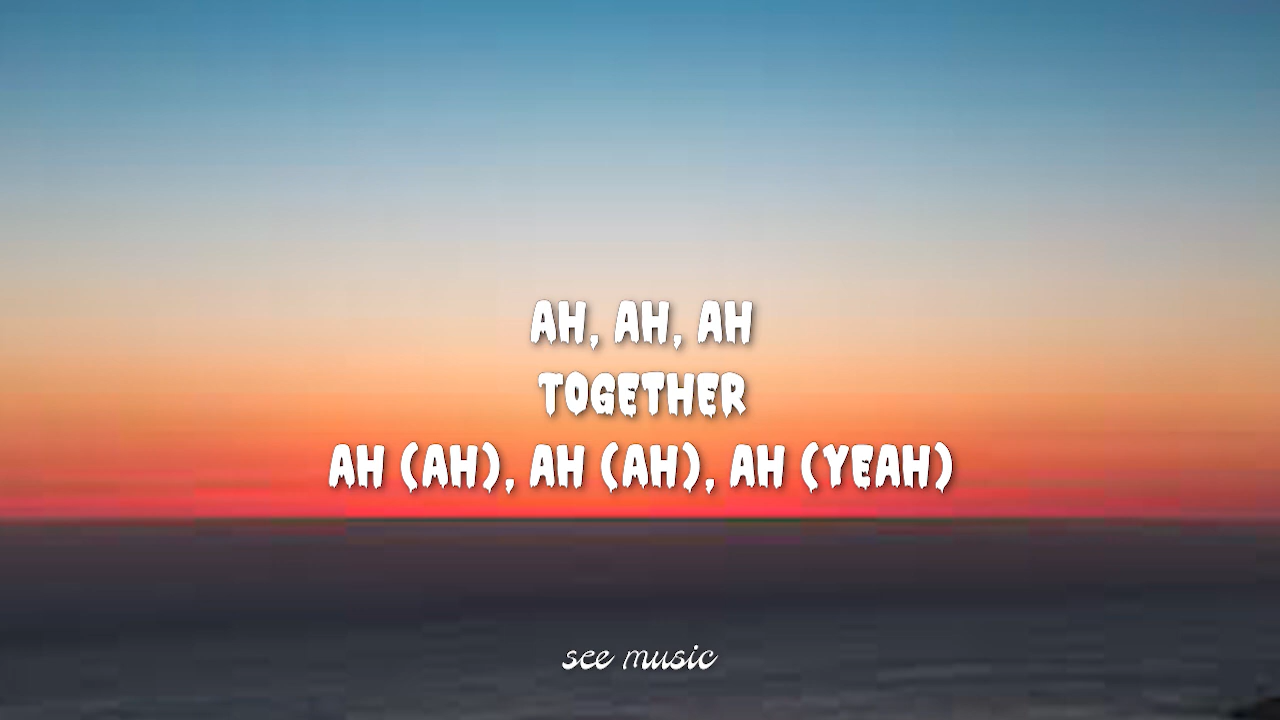 AH, AH, AH
TOGETHER
AH (AH), AH (AH), AH (YEAH)
see music